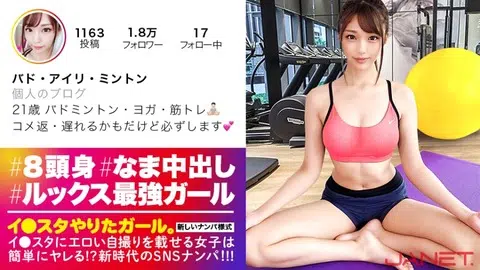 1163
投稿
1.8万
フォロワー
17
フォロー中
バド・アイリ・ミントン
個人のブログ
21歳 バドミントン・ヨガ・筋トレ🧘🏻
コメ返・遅れるかもだけど必ずします💕
#8頭身 #なま中出し
#ルックス最強ガール
イ●スタやりたガール。 新しいナンパ様式
イ●スタにエロい自撮りを載せる女子は
簡単にヤレる!?新時代のSNSナンパ!!!
JANET.